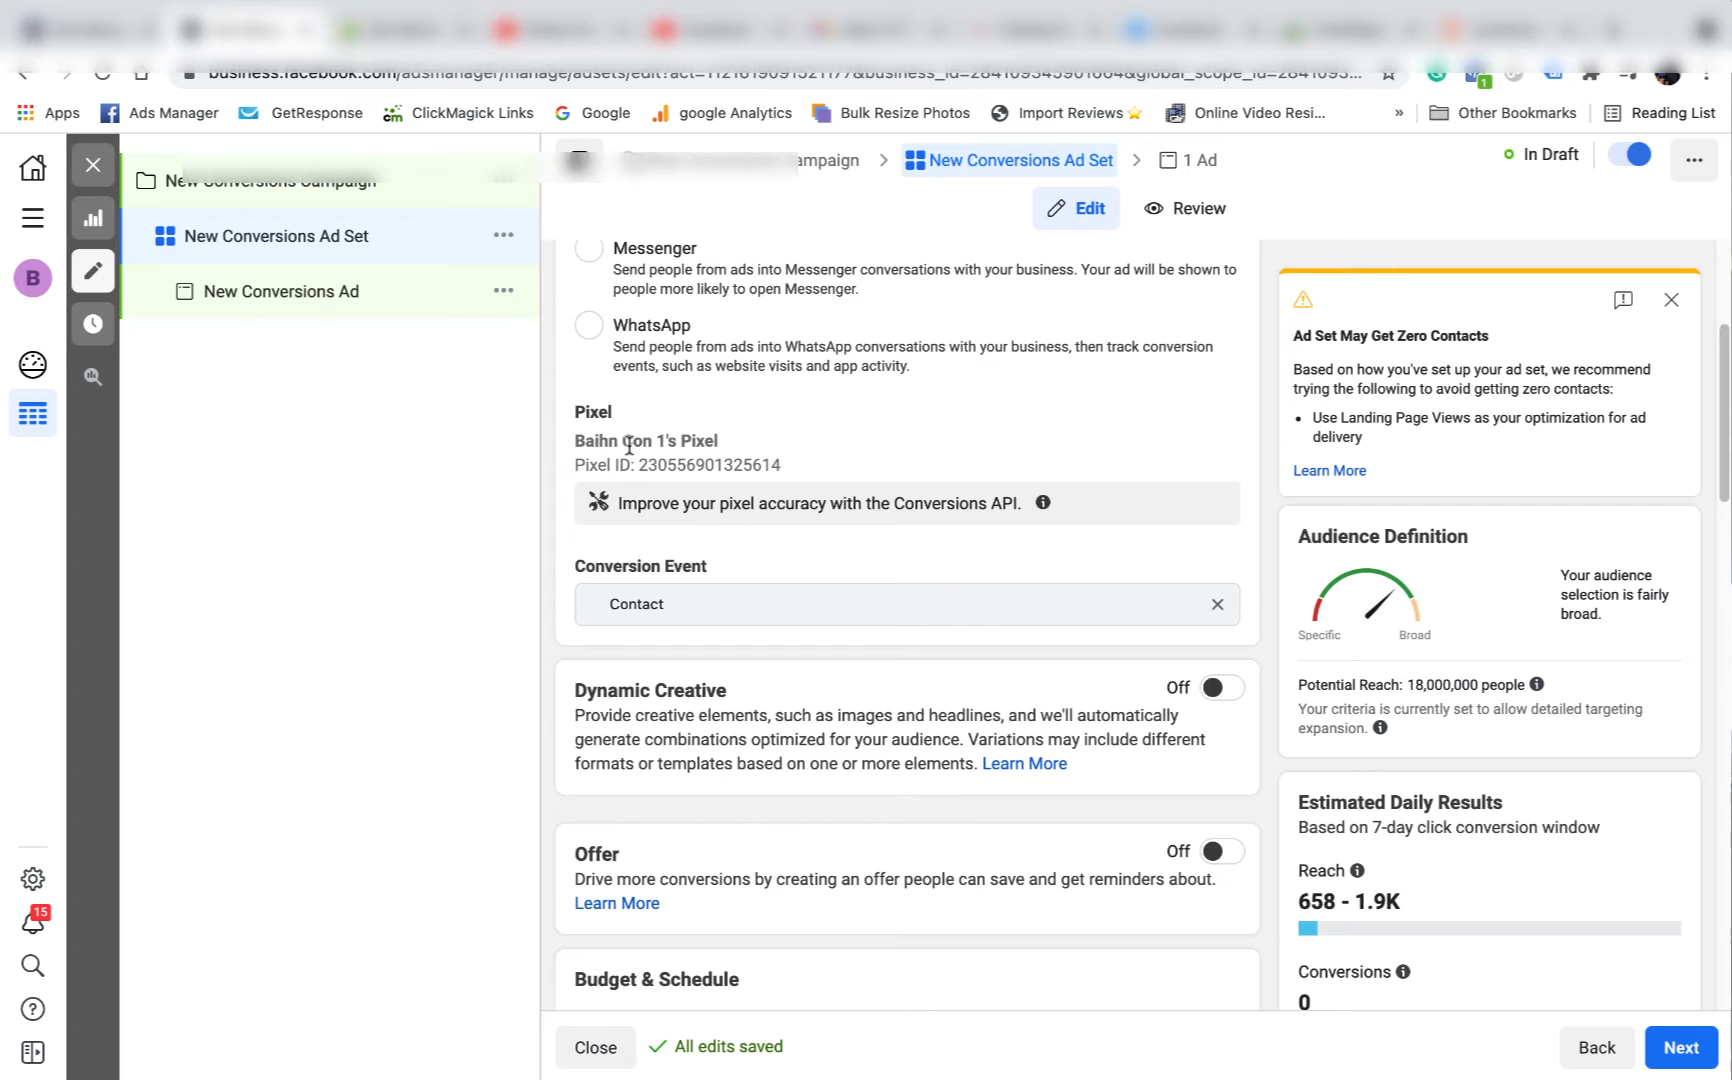 Apps
Ads Manager
GetResponse
ClickMagick Links
Google
google Analytics
Bulk Resize Photos
Import Reviews
Online Video Resi...
»
Other Bookmarks
Reading List
1
New Conversions Campaign
New Conversions Ad Set
New Conversions Ad
B
15
New Conversions Ad Set
1 Ad
In Draft
Edit
Review
Messenger
Send people from ads into Messenger conversations with your business. Your ad will be shown to
people more likely to open Messenger.
WhatsApp
Send people from ads into WhatsApp conversations with your business, then track conversion
events, such as website visits and app activity.
Pixel
Baihn Con 1's Pixel
Pixel ID: 230556901325614
Improve your pixel accuracy with the Conversions API.
Conversion Event
Contact
Dynamic Creative
Off
Provide creative elements, such as images and headlines, and we'll automatically
generate combinations optimized for your audience. Variations may include different
formats or templates based on one or more elements. Learn More
Offer
Off
Drive more conversions by creating an offer people can save and get reminders about.
Learn More
Budget & Schedule
Close
All edits saved
Back
Next
Ad Set May Get Zero Contacts
Based on how you've set up your ad set, we recommend
trying the following to avoid getting zero contacts:
• Use Landing Page Views as your optimization for ad
delivery
Learn More
Audience Definition
Specific
Broad
Your audience
selection is fairly
broad.
Potential Reach: 18,000,000 people
Your criteria is currently set to allow detailed targeting
expansion.
Estimated Daily Results
Based on 7-day click conversion window
Reach
658 - 1.9K
Conversions
0